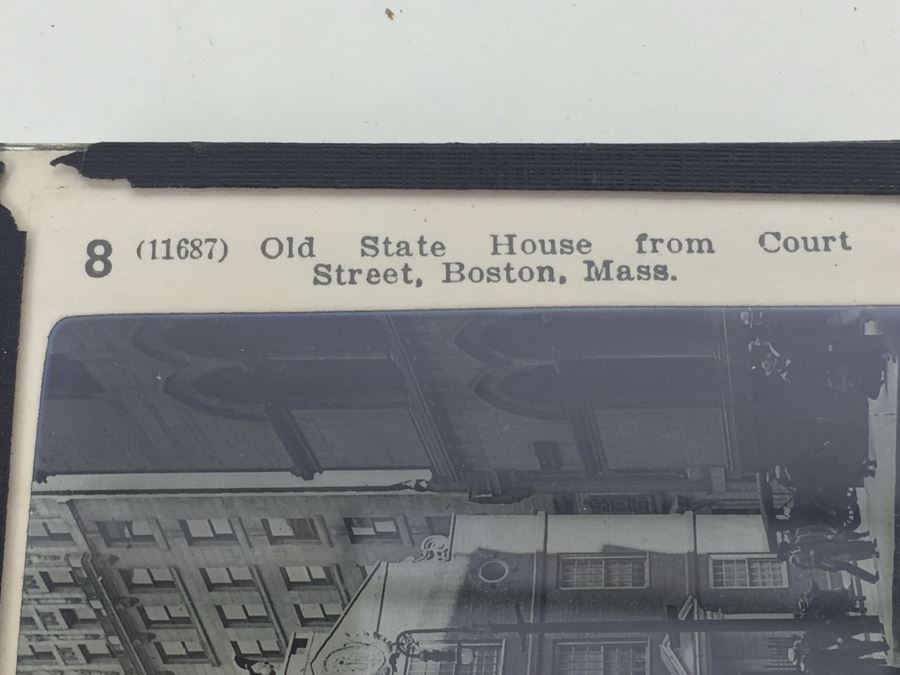 8 (11687) Old State House from Court
Street, Boston, Mass.